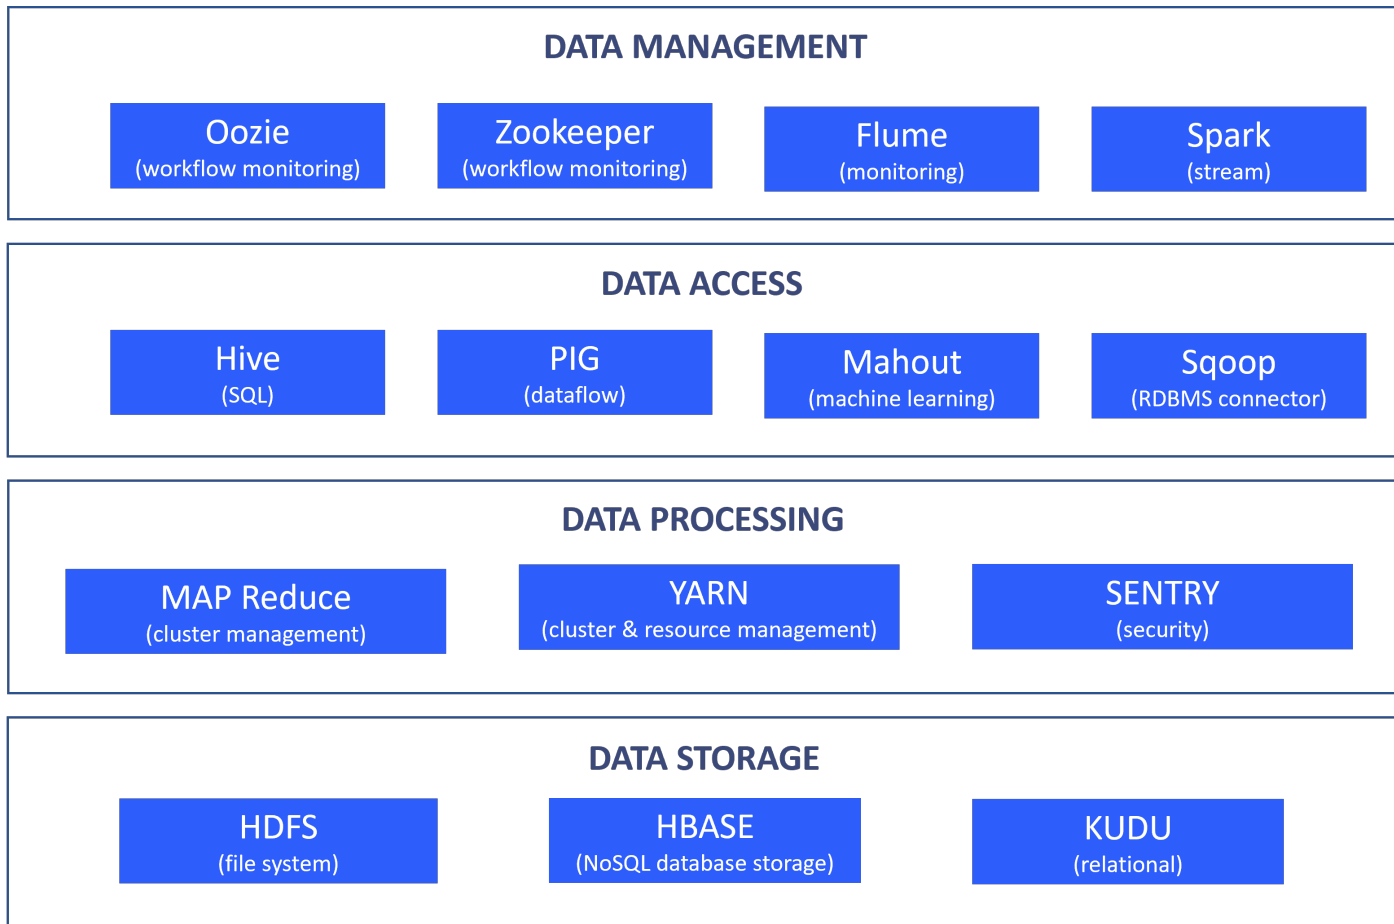 DATA MANAGEMENT
Oozie
(workflow monitoring)
Zookeeper
(workflow monitoring)
Flume
(monitoring)
Spark
(stream)
DATA ACCESS
Hive
(SQL)
PIG
(dataflow)
Mahout
(machine learning)
Sqoop
(RDBMS connector)
DATA PROCESSING
MAP Reduce
(cluster management)
YARN
(cluster & resource management)
SENTRY
(security)
DATA STORAGE
HDFS
(file system)
HBASE
(NoSQL database storage)
KUDU
(relational)